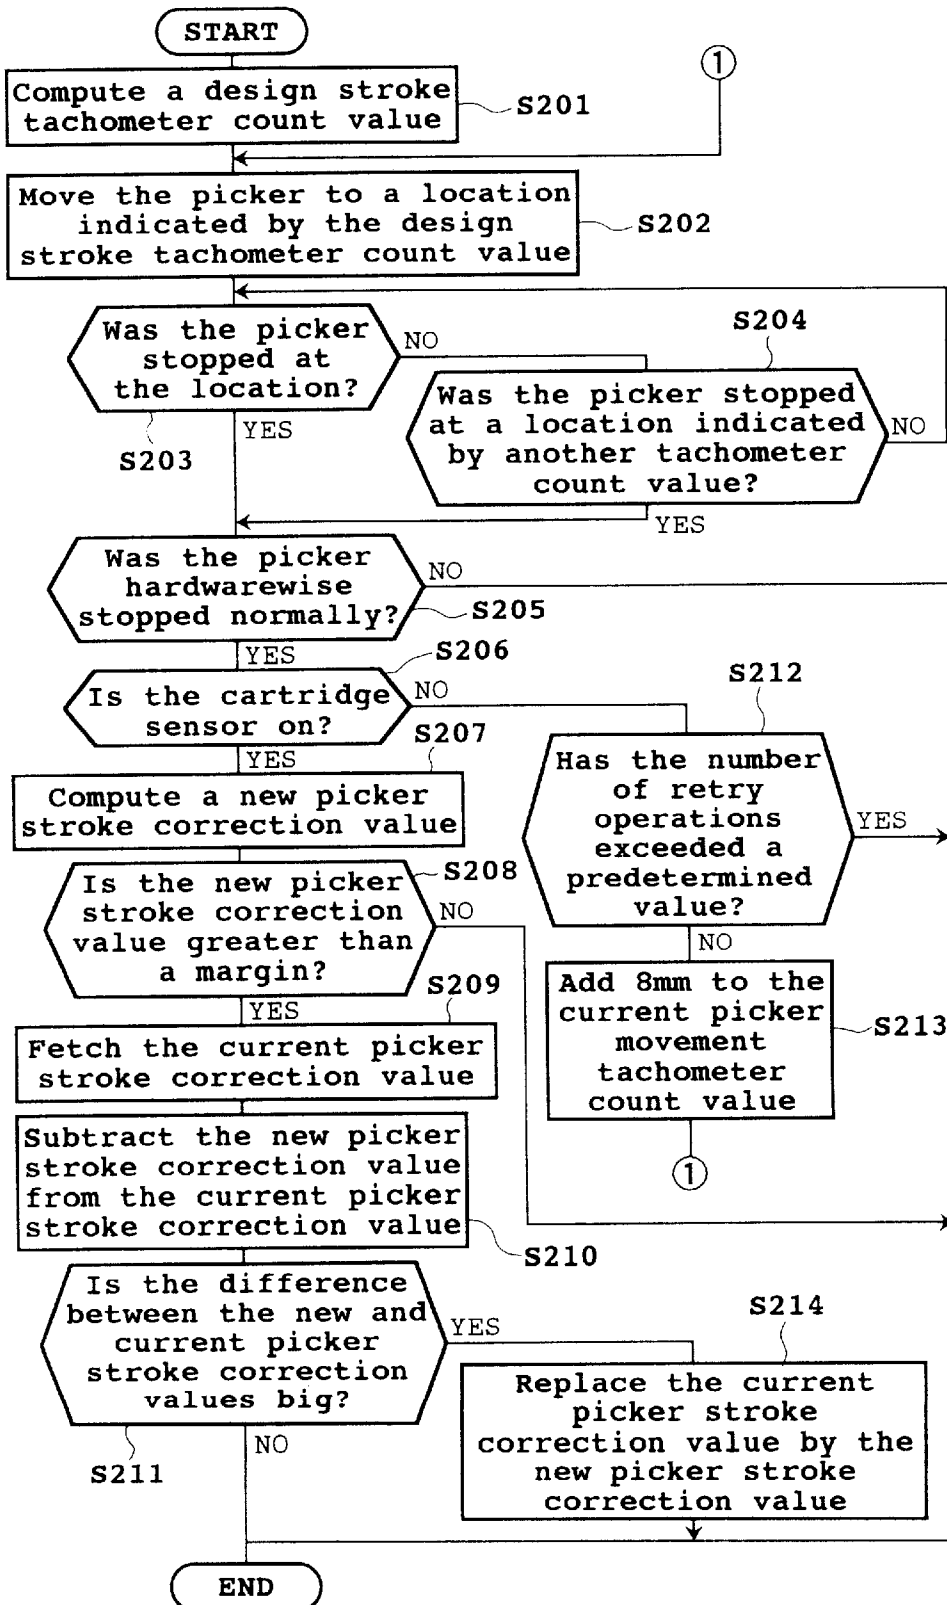 START
1
Compute a design stroke
tachometer count value
S201
Move the picker to a location
indicated by the design
stroke tachometer count value
S202
Was the picker
stopped at
the location?
NO
S203
YES
S204
Was the picker stopped
at a location indicated
by another tachometer
count value?
NO
YES
Was the picker
hardwarewise
stopped normally?
NO
S205
YES
S206
Is the cartridge
sensor on?
NO
YES
S207
Compute a new picker
stroke correction value
S212
Has the number
of retry
operations
exceeded a
predetermined
value?
YES
NO
S208
Is the new picker
stroke correction
value greater than
a margin?
NO
YES
S209
Add 8mm to the
current picker
movement
tachometer
count value
S213
1
Fetch the current picker
stroke correction value
Subtract the new picker
stroke correction value
from the current picker
stroke correction value
S210
Is the difference
between the new and
current picker
stroke correction
values big?
YES
S211
NO
S214
Replace the current
picker stroke
correction value by the
new picker stroke
correction value
END